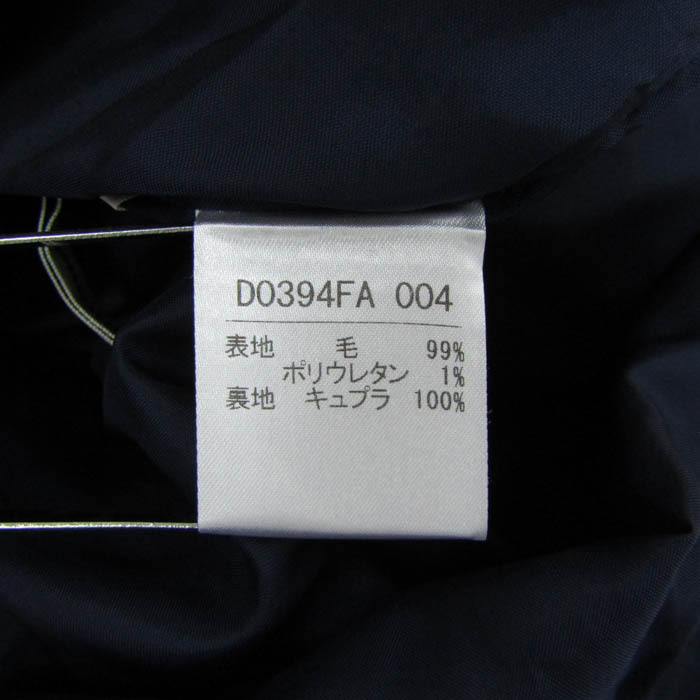 D0394FA 004
表地 毛 99%
ポリウレタン 1%
裏地 キュプラ 100%